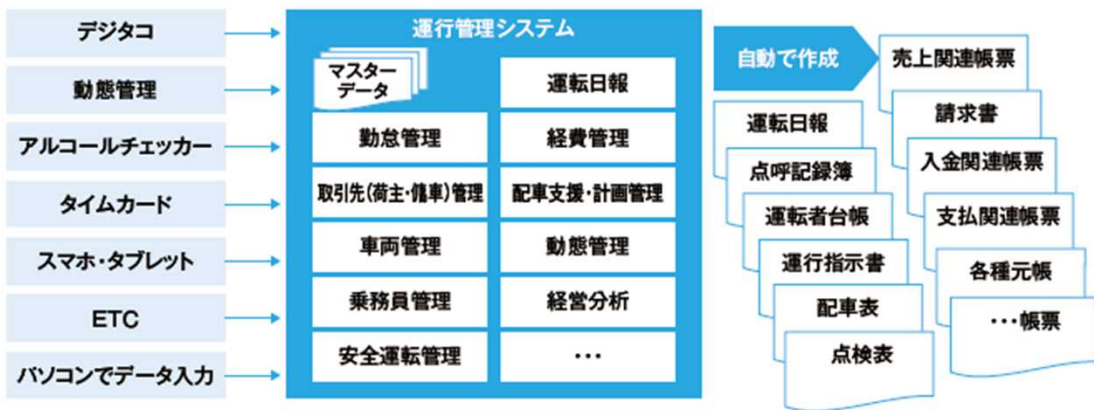 デジタコ
動態管理
アルコールチェッカー
タイムカード
スマホ・タブレット
ETC
パソコンでデータ入力
運行管理システム
マスター
データ
運転日報
勤怠管理
経費管理
取引先(荷主・傭車)管理
配車支援・計画管理
車両管理
動態管理
乗務員管理
経営分析
安全運転管理
・・・
自動で作成
運転日報
点呼記録簿
運転者台帳
運行指示書
配車表
点検表
売上関連帳票
請求書
入金関連帳票
支払関連帳票
各種元帳
・・・帳票